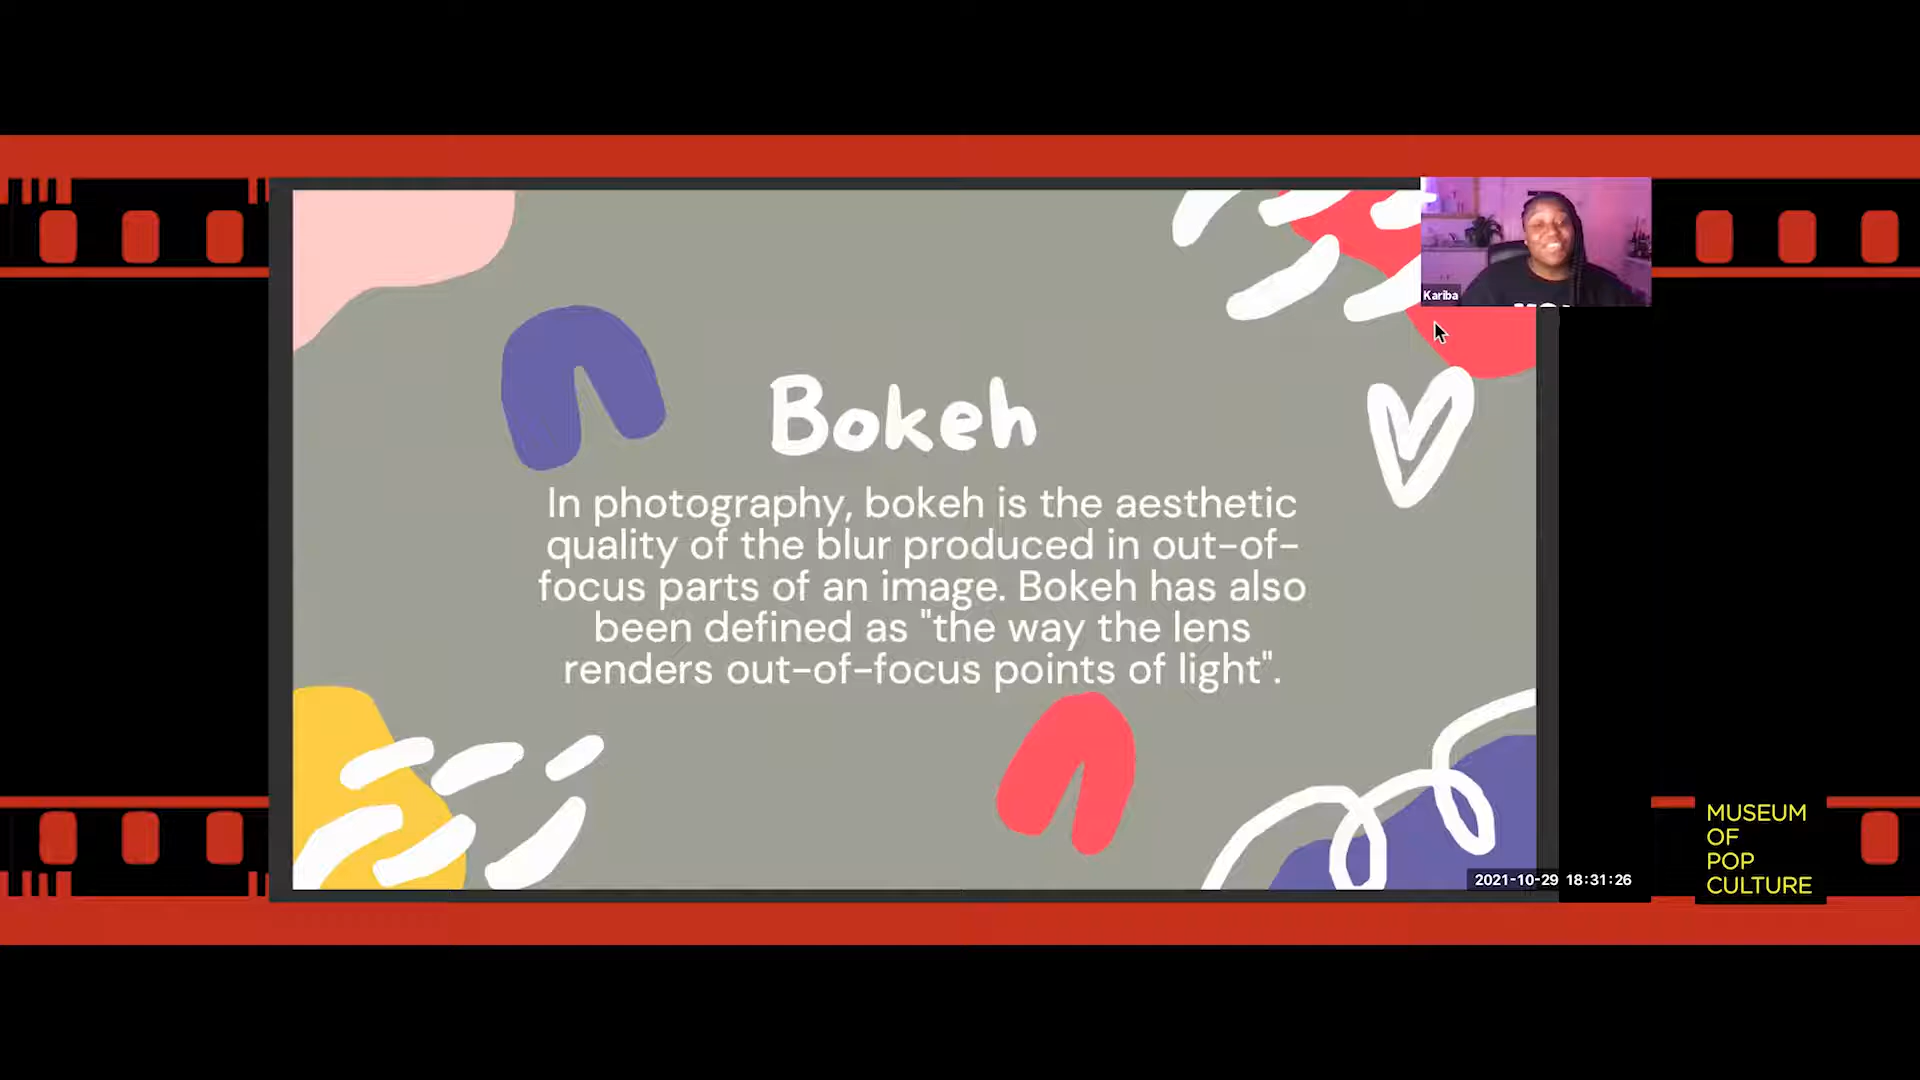 Kariba
Bokeh
In photography, bokeh is the aesthetic
quality of the blur produced in out-of-
focus parts of an image. Bokeh has also
been defined as "the way the lens
renders out-of-focus points of light".
2021-10-29 18:31:26
MUSEUM
OF
POP
CULTURE